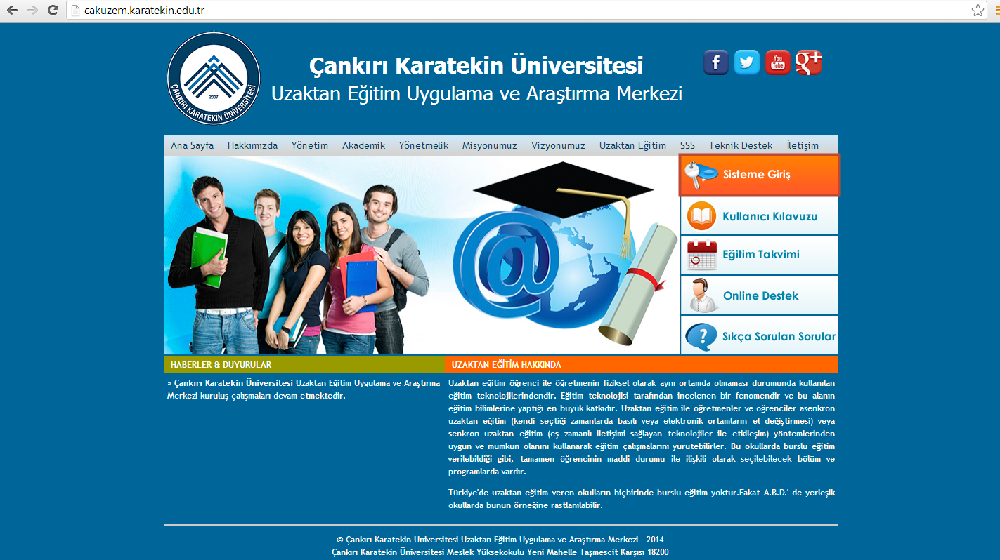 cakuzem.karatekin.edu.tr
ÇANKIRI KARATEKİN ÜNİVERSİTESİ
2007
Çankırı Karatekin Üniversitesi
Uzaktan Eğitim Uygulama ve Araştırma Merkezi
f
You
Tube
g+
Ana Sayfa Hakkımızda Yönetim Akademik Yönetmelik Misyonumuz Vizyonumuz Uzaktan Eğitim SSS Teknik Destek İletişim
@
Sisteme Giriş
Kullanıcı Kılavuzu
Eğitim Takvimi
Online Destek
?
Sıkça Sorulan Sorular
HABERLER & DUYURULAR
» Çankırı Karatekin Üniversitesi Uzaktan Eğitim Uygulama ve Araştırma
Merkezi kuruluş çalışmaları devam etmektedir.
UZAKTAN EĞİTİM HAKKINDA
Uzaktan eğitim öğrenci ile öğretmenin fiziksel olarak aynı ortamda olmaması durumunda kullanılan
eğitim teknolojilerindendir. Eğitim teknolojisi tarafından incelenen bir fenomendir ve bu alanın
eğitim bilimlerine yaptığı en büyük katkıdır. Uzaktan eğitim ile öğretmenler ve öğrenciler asenkron
uzaktan eğitim (kendi seçtiği zamanlarda basılı veya elektronik ortamların el değiştirmesi) veya
senkron uzaktan eğitim (eş zamanlı iletişimi sağlayan teknolojiler ile etkileşim) yöntemlerinden
uygun ve mümkün olanını kullanarak eğitim çalışmalarını yürütebilirler. Bu okullarda burslu eğitim
verilebildiği gibi, tamamen öğrencinin maddi durumu ile ilişkili olarak seçilebilecek bölüm ve
programlarda vardır.
Türkiye'de uzaktan eğitim veren okulların hiçbirinde burslu eğitim yoktur.Fakat A.B.D.' de yerleşik
okullarda bunun örneğine rastlanılabilir.
© Çankırı Karatekin Üniversitesi Uzaktan Eğitim Uygulama ve Araştırma Merkezi - 2014
Çankırı Karatekin Üniversitesi Meslek Yüksekokulu Yeni Mahelle Taşmescit Karşısı 18200